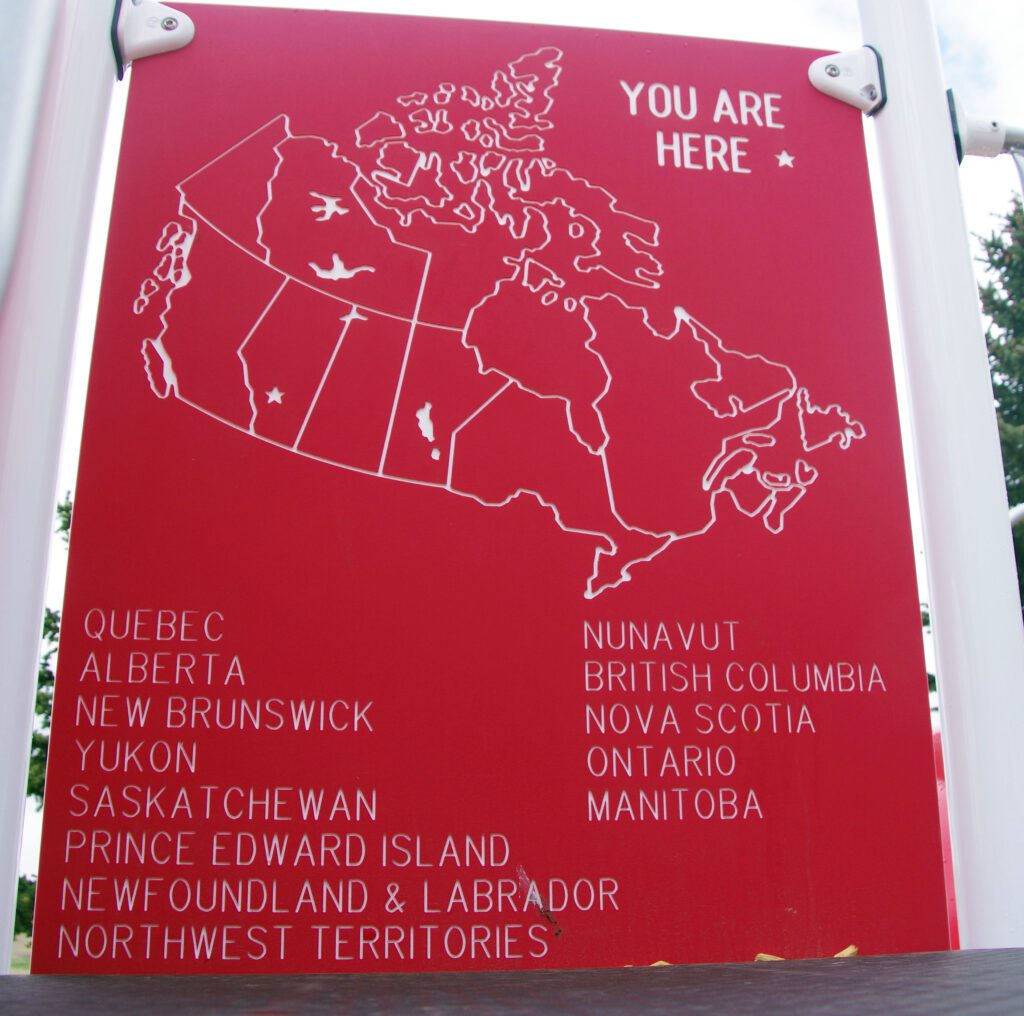 YOU ARE
HERE
QUEBEC
ALBERTA
NEW BRUNSWICK
YUKON
SASKATCHEWAN
PRINCE EDWARD ISLAND
NEWFOUNDLAND & LABRADOR
NORTHWEST TERRITORIES
NUNAVUT
BRITISH COLUMBIA
NOVA SCOTIA
ONTARIO
MANITOBA